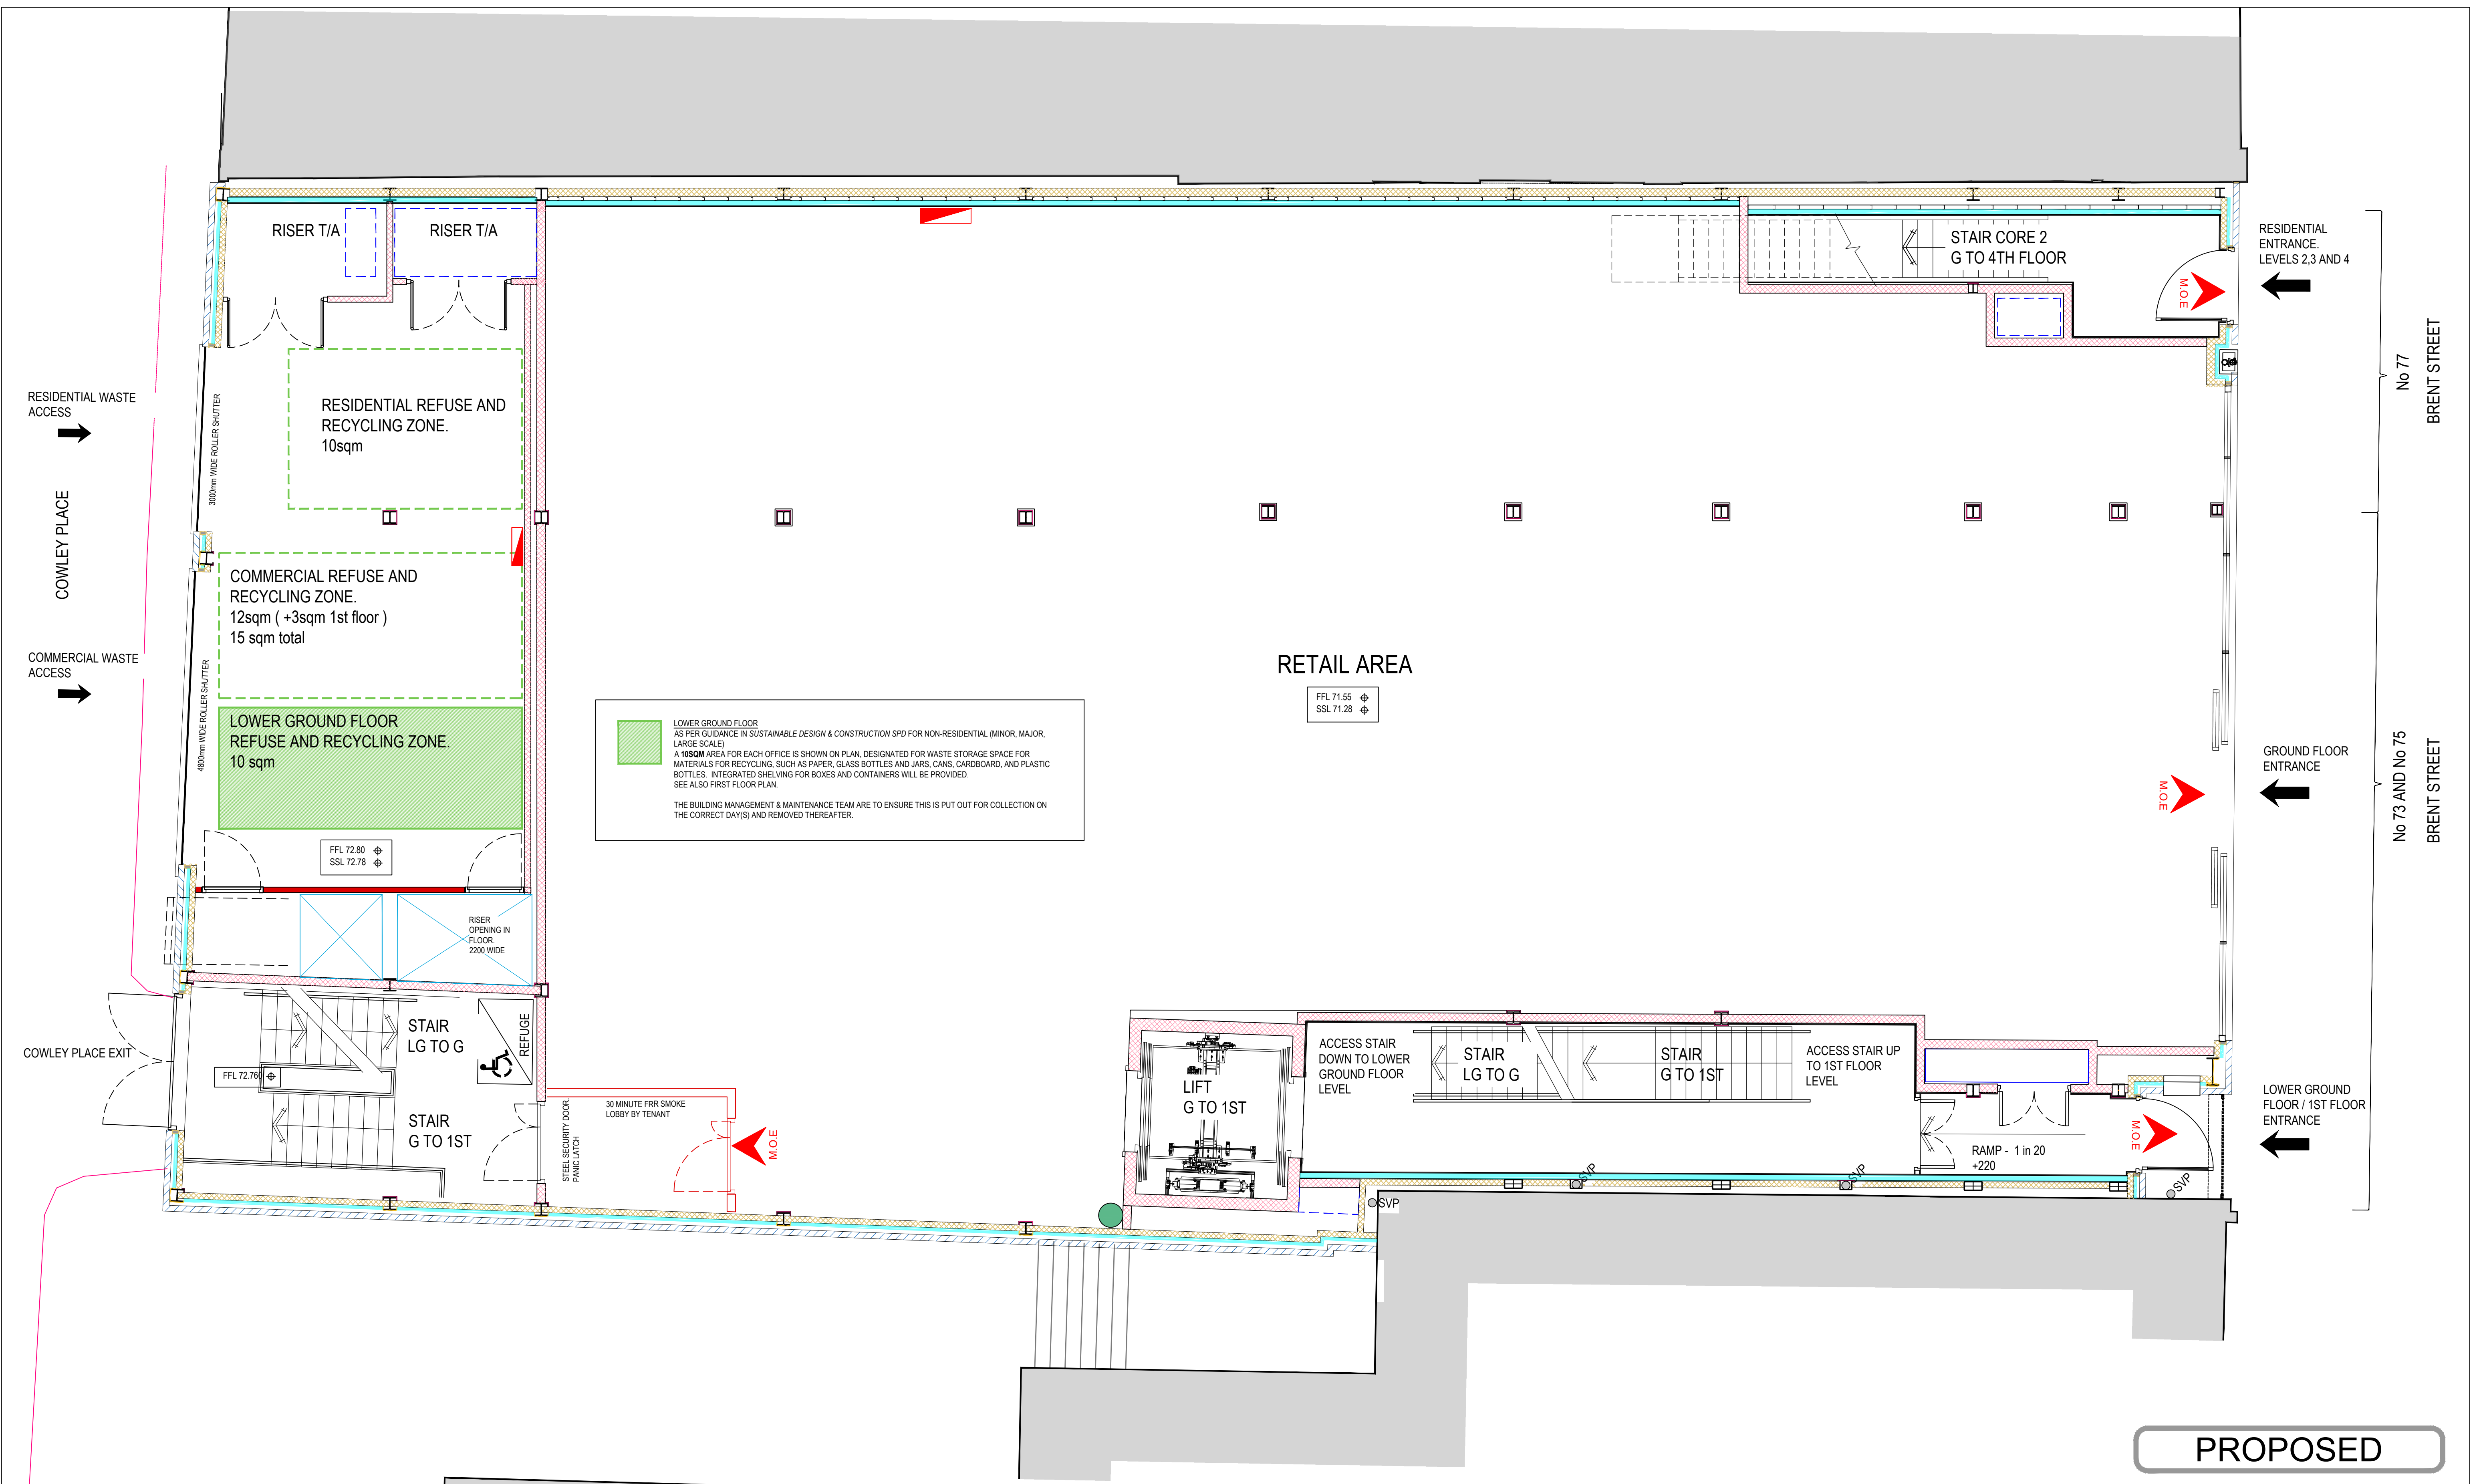 RISER T/A
RISER T/A
STAIR CORE 2
G TO 4TH FLOOR
M.O.E
RESIDENTIAL
ENTRANCE.
LEVELS 2,3 AND 4
No 77
BRENT STREET
RESIDENTIAL WASTE
ACCESS
3000mm WIDE ROLLER SHUTTER
RESIDENTIAL REFUSE AND
RECYCLING ZONE.
10sqm
COWLEY PLACE
COMMERCIAL REFUSE AND
RECYCLING ZONE.
12sqm ( +3sqm 1st floor )
15 sqm total
COMMERCIAL WASTE
ACCESS
4800mm WIDE ROLLER SHUTTER
LOWER GROUND FLOOR
REFUSE AND RECYCLING ZONE.
10 sqm
RETAIL AREA
FFL 71.55
SSL 71.28
LOWER GROUND FLOOR
AS PER GUIDANCE IN SUSTAINABLE DESIGN & CONSTRUCTION SPD FOR NON-RESIDENTIAL (MINOR, MAJOR,
LARGE SCALE)
A 10SQM AREA FOR EACH OFFICE IS SHOWN ON PLAN, DESIGNATED FOR WASTE STORAGE SPACE FOR
MATERIALS FOR RECYCLING, SUCH AS PAPER, GLASS BOTTLES AND JARS, CANS, CARDBOARD, AND PLASTIC
BOTTLES. INTEGRATED SHELVING FOR BOXES AND CONTAINERS WILL BE PROVIDED.
SEE ALSO FIRST FLOOR PLAN.
THE BUILDING MANAGEMENT & MAINTENANCE TEAM ARE TO ENSURE THIS IS PUT OUT FOR COLLECTION ON
THE CORRECT DAY(S) AND REMOVED THEREAFTER.
M.O.E
GROUND FLOOR
ENTRANCE
No 73 AND No 75
BRENT STREET
FFL 72.80
SSL 72.78
RISER
OPENING IN
FLOOR.
2200 WIDE
COWLEY PLACE EXIT
STAIR
LG TO G
REFUGE
FFL 72.760
STAIR
G TO 1ST
STEEL SECURITY DOOR.
PANIC LATCH
30 MINUTE FRR SMOKE
LOBBY BY TENANT
M.O.E
LIFT
G TO 1ST
ACCESS STAIR
DOWN TO LOWER
GROUND FLOOR
LEVEL
STAIR
LG TO G
STAIR
G TO 1ST
ACCESS STAIR UP
TO 1ST FLOOR
LEVEL
RAMP - 1 in 20
+220
M.O.E
LOWER GROUND
FLOOR / 1ST FLOOR
ENTRANCE
SVP
SVP
SVP
SVP
PROPOSED